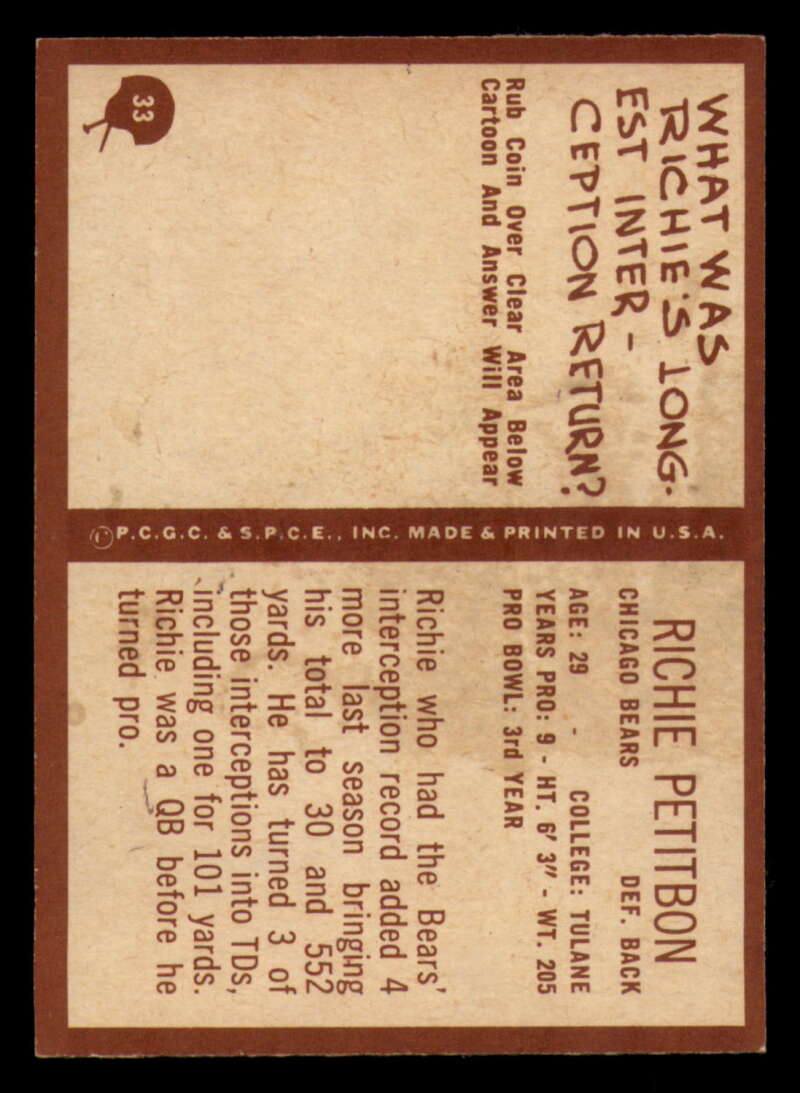 WHAT WAS
RICHIE'S LONG-
EST INTER-
CEPTION RETURN?
Rub Coin Over Clear Area Below
Cartoon And Answer Will Appear
33
© P.C.G.C. & S.P.C.E., INC. MADE & PRINTED IN U.S.A.
RICHIE PETITBON
CHICAGO BEARS DEF. BACK
AGE: 29 - COLLEGE: TULANE
YEARS PRO: 9 - HT. 6' 3" - WT. 205
PRO BOWL: 3rd YEAR
Richie who had the Bears'
interception record added 4
more last season bringing
his total to 30 and 552
yards. He has turned 3 of
those interceptions into TDs,
including one for 101 yards.
Richie was a QB before he
turned pro.